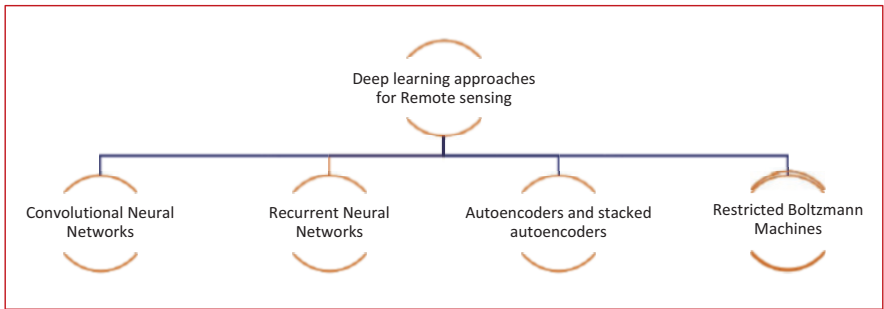 Deep learning approaches
for Remote sensing
Convolutional Neural
Networks
Recurrent Neural
Networks
Autoencoders and stacked
autoencoders
Restricted Boltzmann
Machines